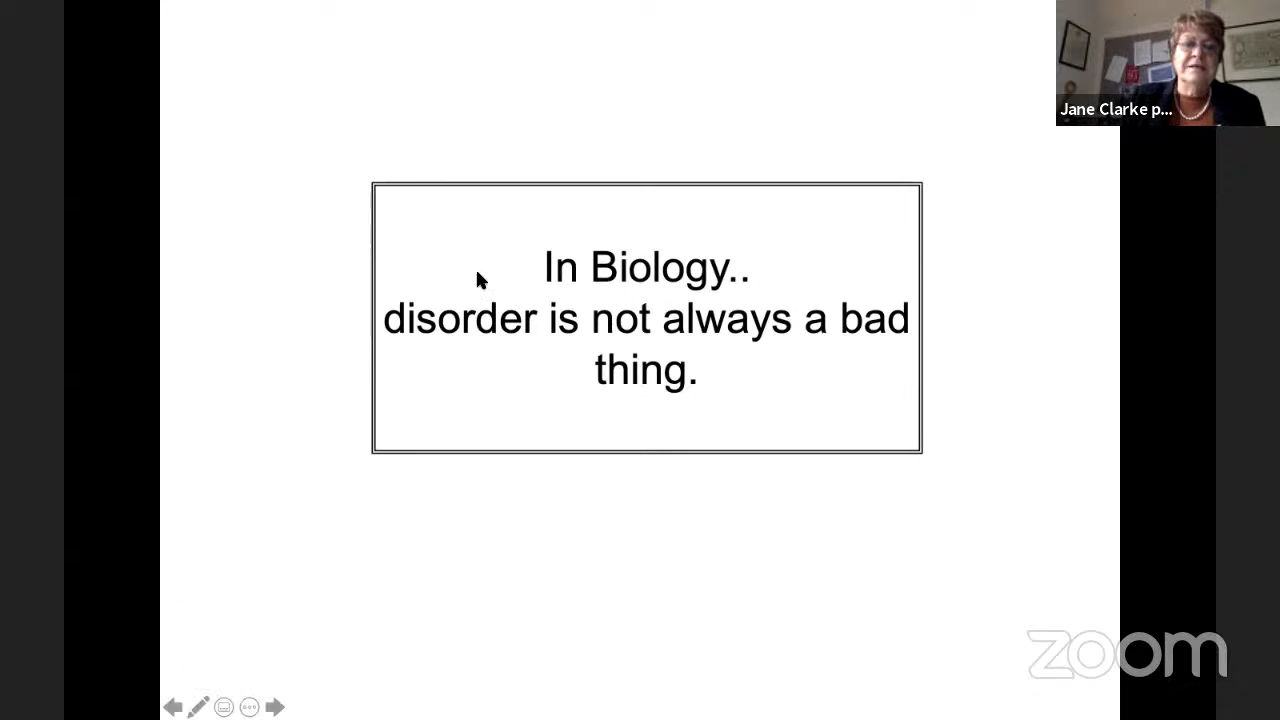 Jane Clarke p...
In Biology..
disorder is not always a bad
thing.
zoom